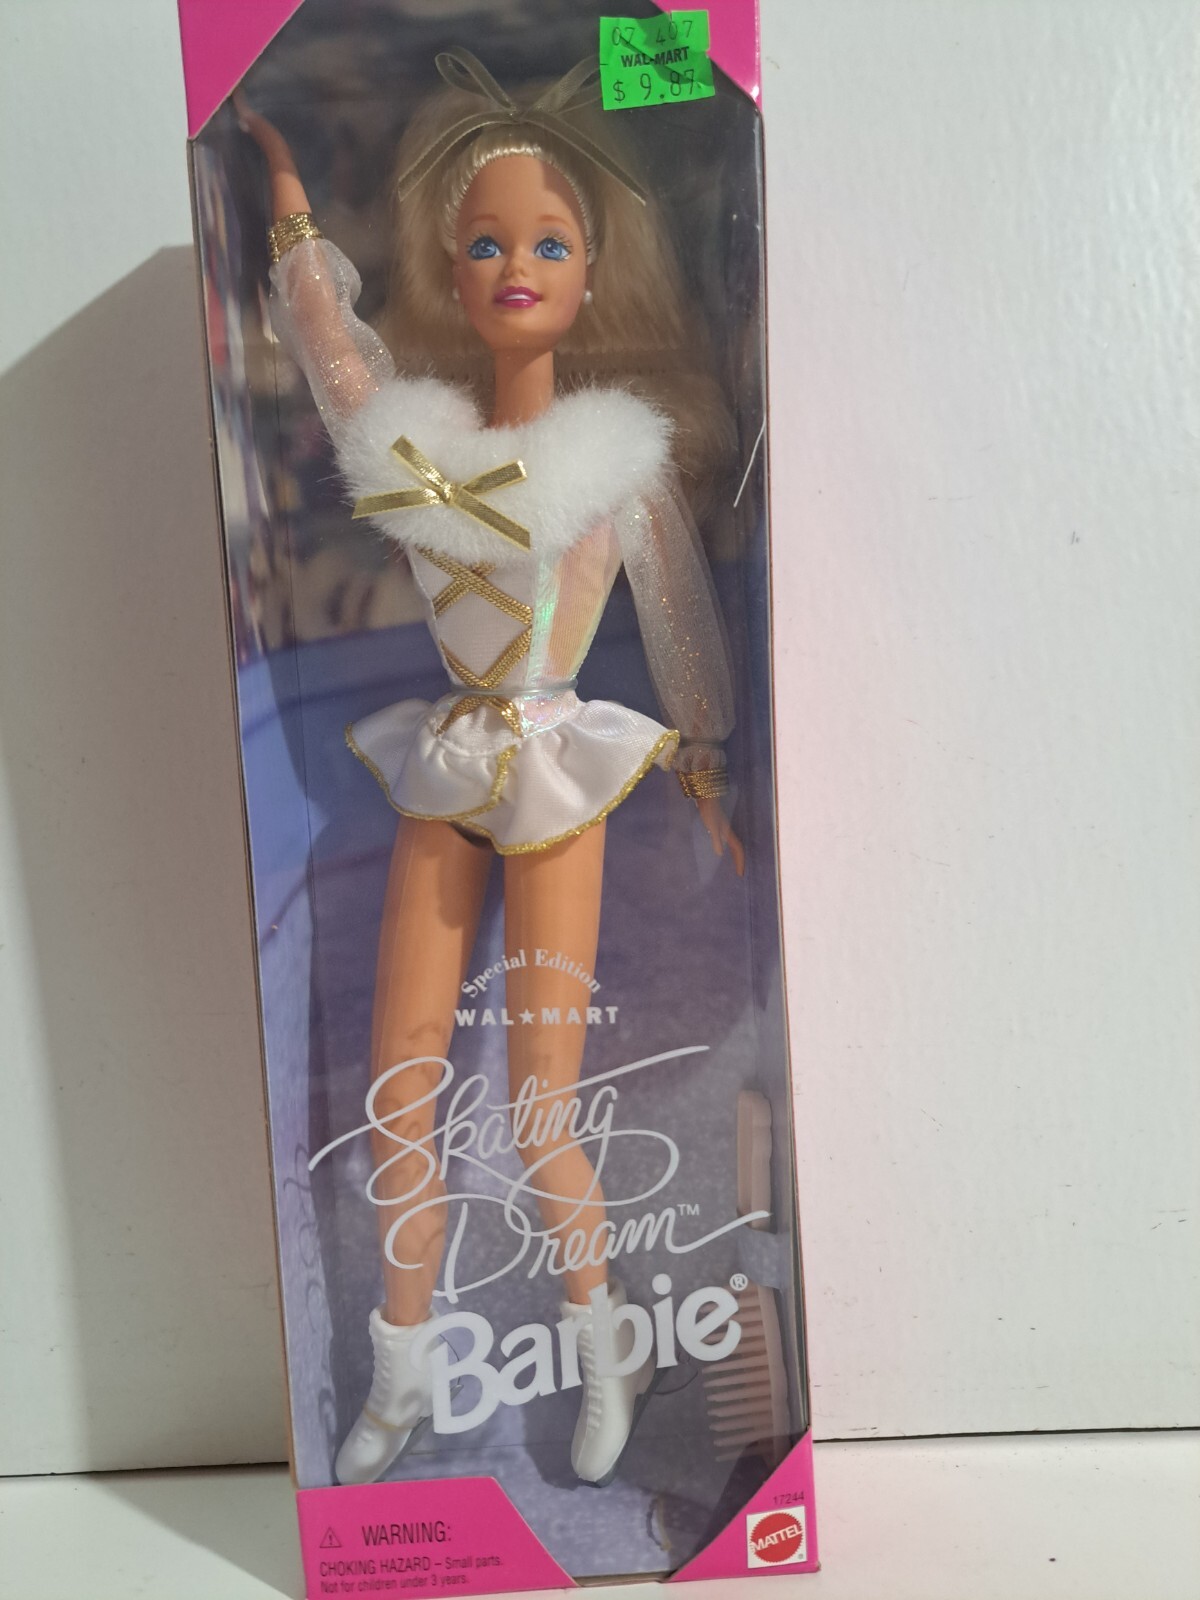 07 407
WAL-MART
$ 9.87
Special Edition
WAL★MART
Skating
Dream™
Barbie®
17244
MATTEL
®
⚠ WARNING:
CHOKING HAZARD – Small parts.
Not for children under 3 years.